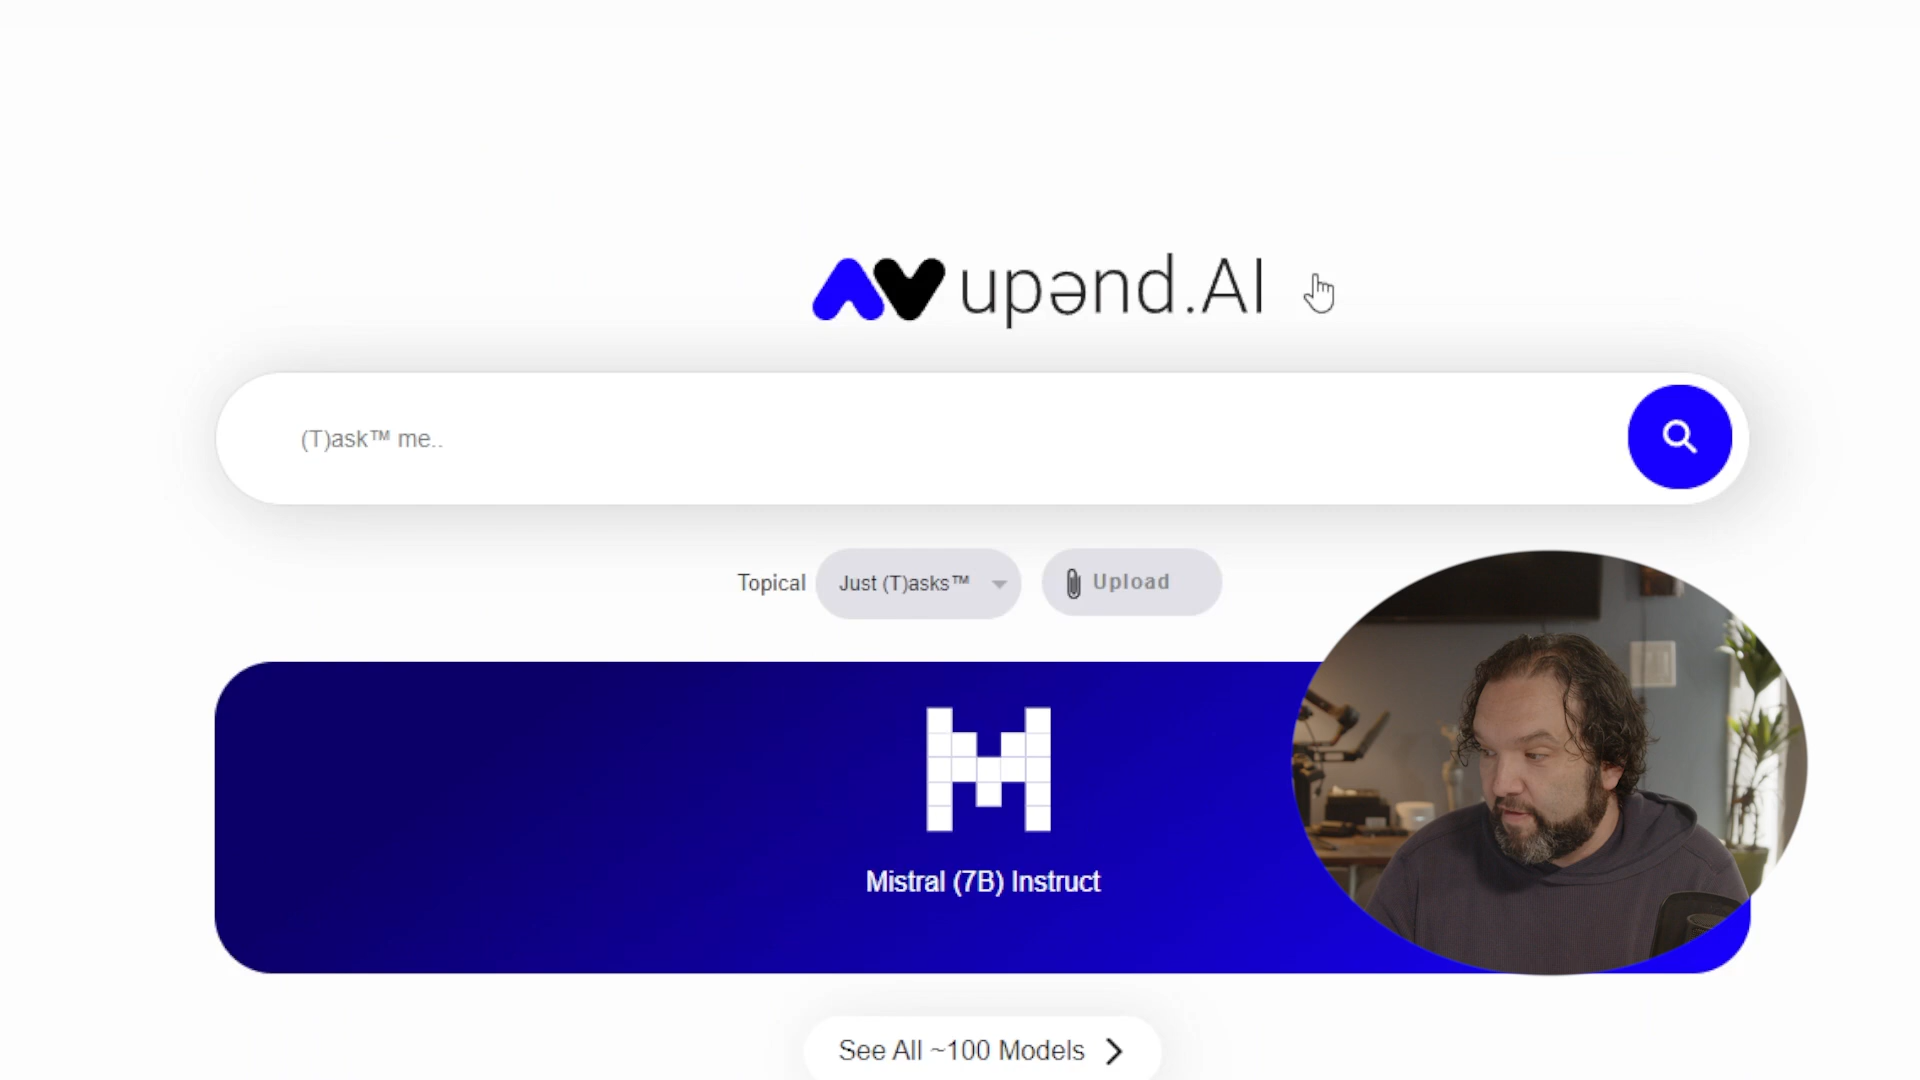 upənd.AI
(T)ask™ me..
Topical
Just (T)asks™
Upload
Mistral (7B) Instruct
See All ~100 Models